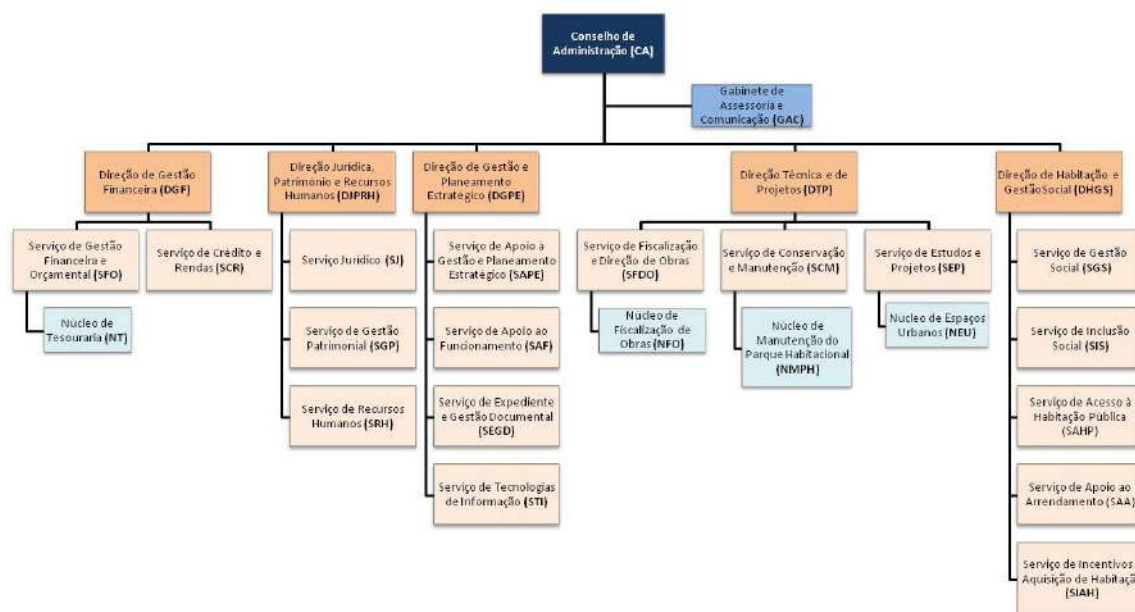 Conselho de
Administração [CA]
Gabinete de
Assessoria e
Comunicação (GAC)
Direção de Gestão
Financeira (DGF)
Direção Jurídica,
Património e Recursos
Humanos (DJPRH)
Direção de Gestão e
Planeamento
Estratégico (DGPE)
Direção Técnica e de
Projetos (DTP)
Direção de Habitação e
GestãoSocial (DHGS)
Serviço de Gestão
Financeira e
Orçamental (SFO)
Serviço de Crédito e
Rendas (SCR)
Núcleo de
Tesouraria (NT)
Serviço Jurídico (SJ)
Serviço de Gestão
Patrimonial (SGP)
Serviço de Recursos
Humanos (SRH)
Serviço de Apoio à
Gestão e Planeamento
Estratégico (SAPE)
Serviço de Apoio ao
Funcionamento (SAF)
Serviço de Expediente
e Gestão Documental
(SEGD)
Serviço de Tecnologias
de Informação (STI)
Serviço de Fiscalização
e Direção de Obras
(SFDO)
Núcleo de
Fiscalização de
Obras (NFO)
Serviço de Conservação
e Manutenção (SCM)
Núcleo de
Manutenção do
Parque Habitacional
(NMPH)
Serviço de Estudos e
Projetos (SEP)
Núcleo de Espaços
Urbanos (NEU)
Serviço de Gestão
Social (SGS)
Serviço de Inclusão
Social (SIS)
Serviço de Acesso à
Habitação Pública
(SAHP)
Serviço de Apoio ao
Arrendamento (SAA)
Serviço de Incentivos
Aquisição de Habitaçã
(SIAH)